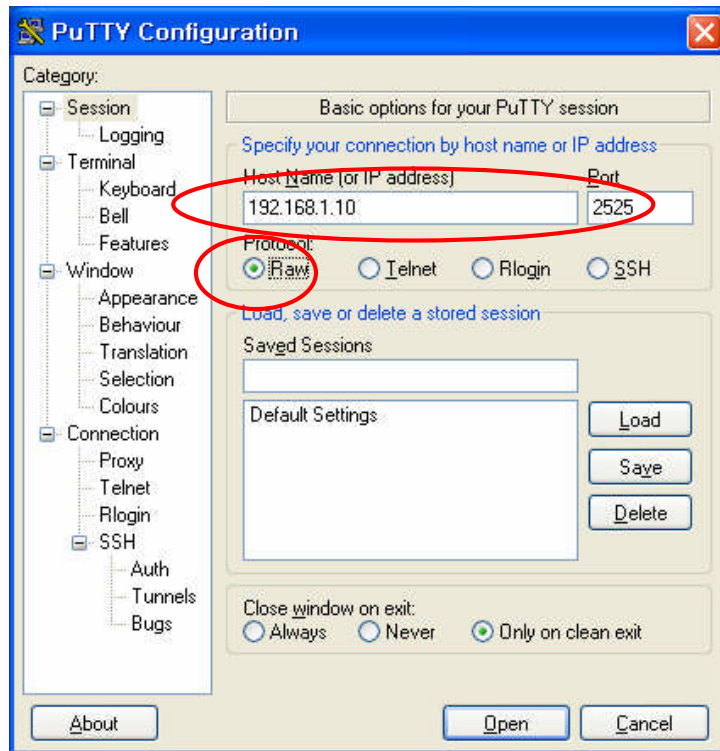 PuTTY Configuration
Category:
Session
Logging
Terminal
Keyboard
Bell
Features
Window
Appearance
Behaviour
Translation
Selection
Colours
Connection
Proxy
Telnet
Rlogin
SSH
Auth
Tunnels
Bugs
Basic options for your PuTTY session
Specify your connection by host name or IP address
Host Name (or IP address) Port
192.168.1.10 2525
Protocol:
Raw Telnet Rlogin SSH
Load, save or delete a stored session
Saved Sessions
Default Settings
Load
Save
Delete
Close window on exit:
Always Never Only on clean exit
About Open Cancel